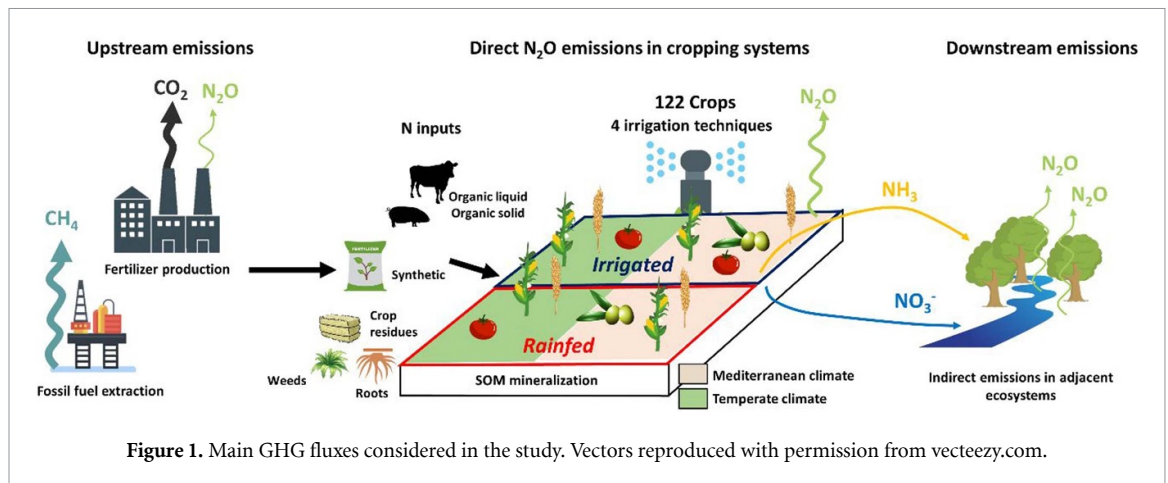 Upstream emissions
Direct N₂O emissions in cropping systems
Downstream emissions
CO₂
N₂O
CH₄
Fertilizer production
Fossil fuel extraction
N inputs
Organic liquid
Organic solid
FERTILIZER
Synthetic
Crop
residues
Weeds
Roots
122 Crops
4 irrigation techniques
N₂O
Irrigated
Rainfed
SOM mineralization
Mediterranean climate
Temperate climate
NH₃
NO₃⁻
N₂O
N₂O
Indirect emissions in adjacent
ecosystems
Figure 1. Main GHG fluxes considered in the study. Vectors reproduced with permission from vecteezy.com.